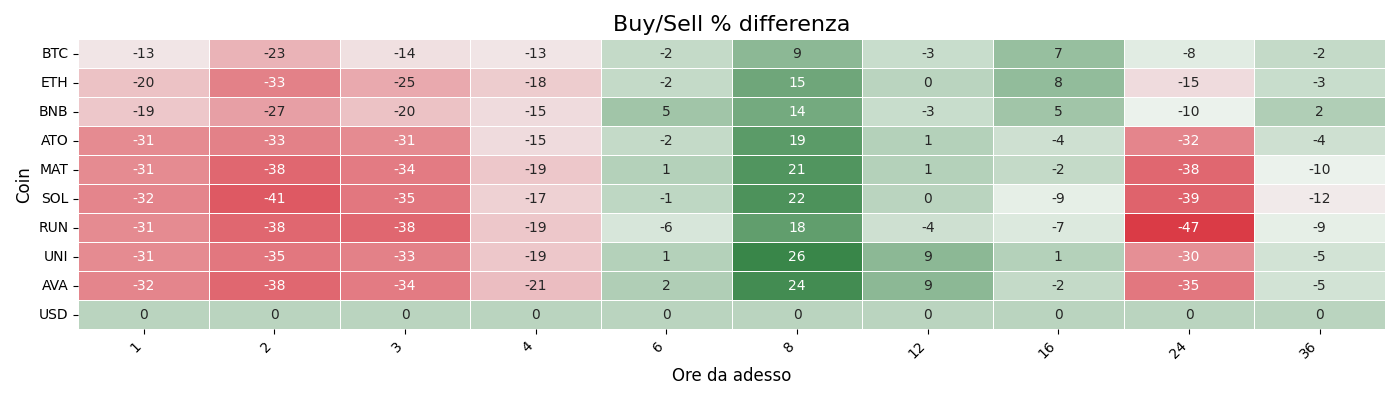 Buy/Sell % differenza
Coin
BTC -13 -23 -14 -13 -2 9 -3 7 -8 -2
ETH -20 -33 -25 -18 -2 15 0 8 -15 -3
BNB -19 -27 -20 -15 5 14 -3 5 -10 2
ATO -31 -33 -31 -15 -2 19 1 -4 -32 -4
MAT -31 -38 -34 -19 1 21 1 -2 -38 -10
SOL -32 -41 -35 -17 -1 22 0 -9 -39 -12
RUN -31 -38 -38 -19 -6 18 -4 -7 -47 -9
UNI -31 -35 -33 -19 1 26 9 1 -30 -5
AVA -32 -38 -34 -21 2 24 9 -2 -35 -5
USD 0 0 0 0 0 0 0 0 0 0
1 2 3 4 6 8 12 16 24 36
Ore da adesso